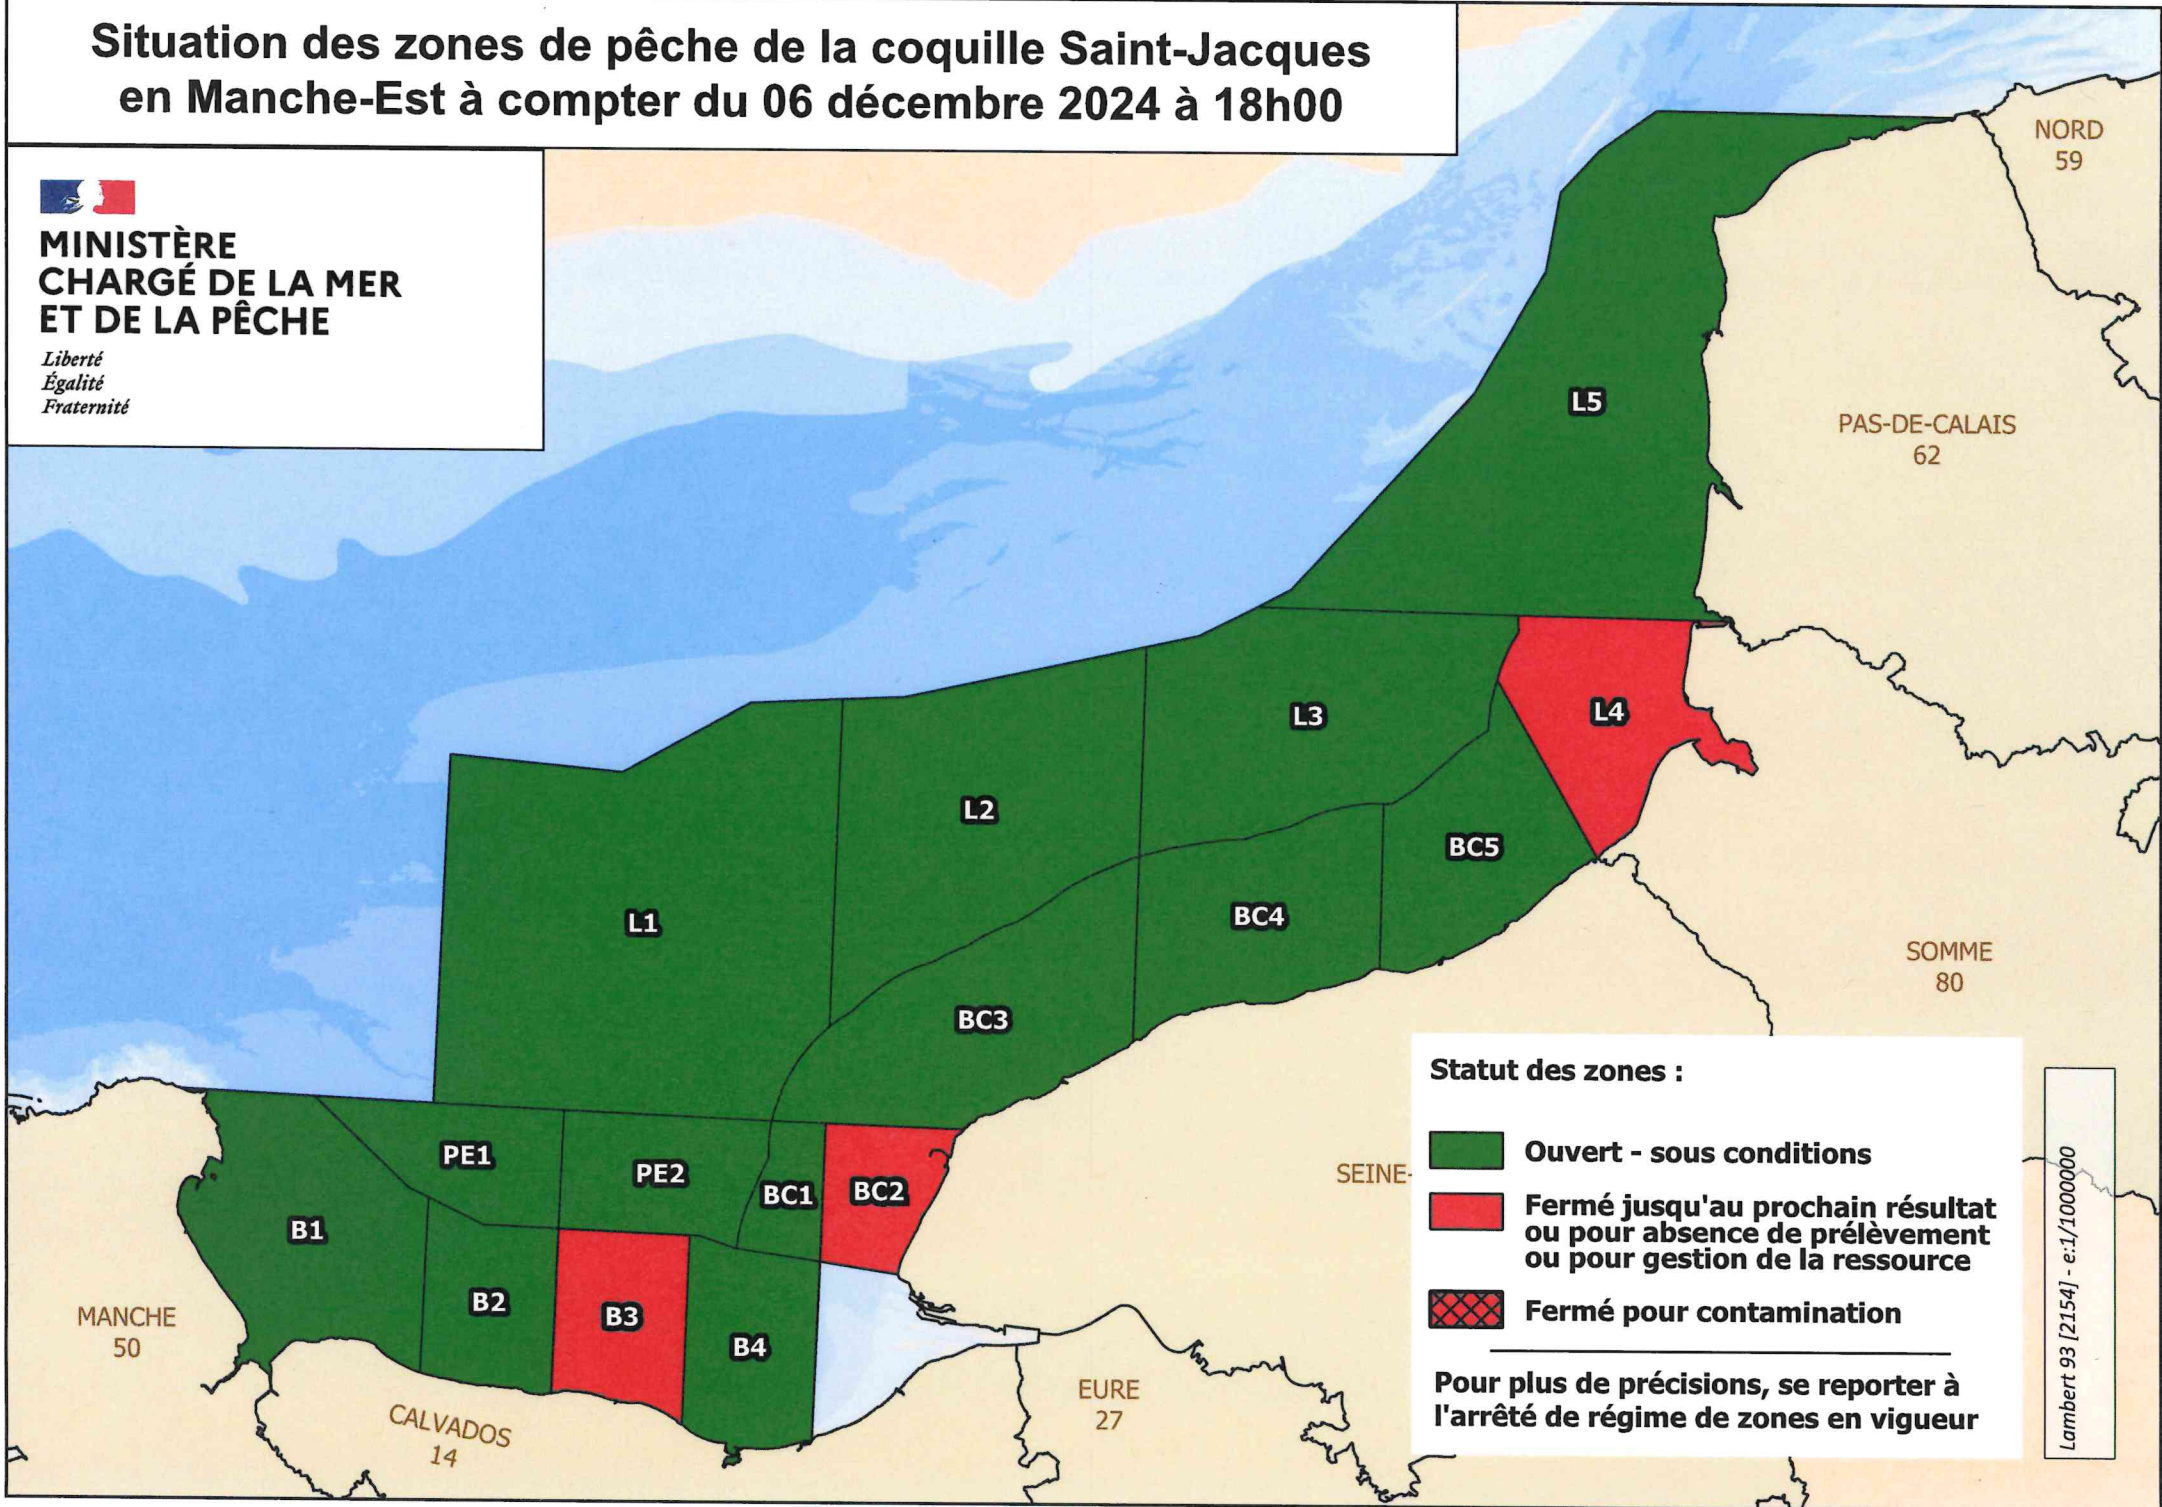 Situation des zones de pêche de la coquille Saint-Jacques
en Manche-Est à compter du 06 décembre 2024 à 18h00
MINISTÈRE
CHARGÉ DE LA MER
ET DE LA PÊCHE
Liberté
Égalité
Fraternité
NORD
59
L5
PAS-DE-CALAIS
62
L4
L3
L2
BC5
L1
BC4
SOMME
80
BC3
PE1
PE2
BC1
BC2
SEINE-
B1
B2
B3
B4
MANCHE
50
CALVADOS
14
EURE
27
Statut des zones :
Ouvert - sous conditions
Fermé jusqu'au prochain résultat
ou pour absence de prélèvement
ou pour gestion de la ressource
Fermé pour contamination
Pour plus de précisions, se reporter à
l'arrêté de régime de zones en vigueur
Lambert 93 [2154] - e:1/1000000